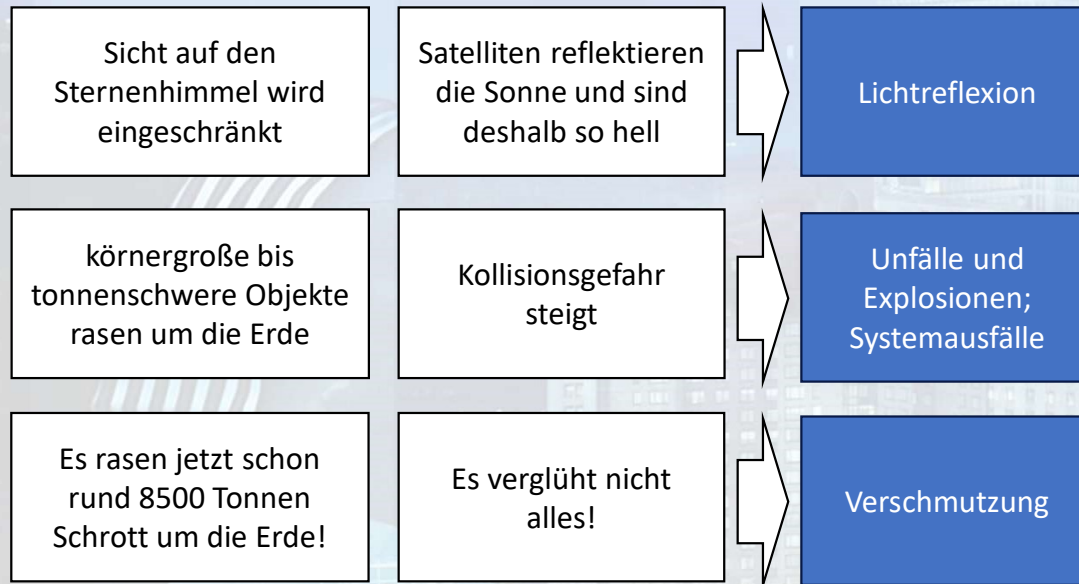 Sicht auf den
Sternenhimmel wird
eingeschränkt
Satelliten reflektieren
die Sonne und sind
deshalb so hell
Lichtreflexion
körnergroße bis
tonnenschwere Objekte
rasen um die Erde
Kollisionsgefahr
steigt
Unfälle und
Explosionen;
Systemausfälle
Es rasen jetzt schon
rund 8500 Tonnen
Schrott um die Erde!
Es verglüht nicht
alles!
Verschmutzung